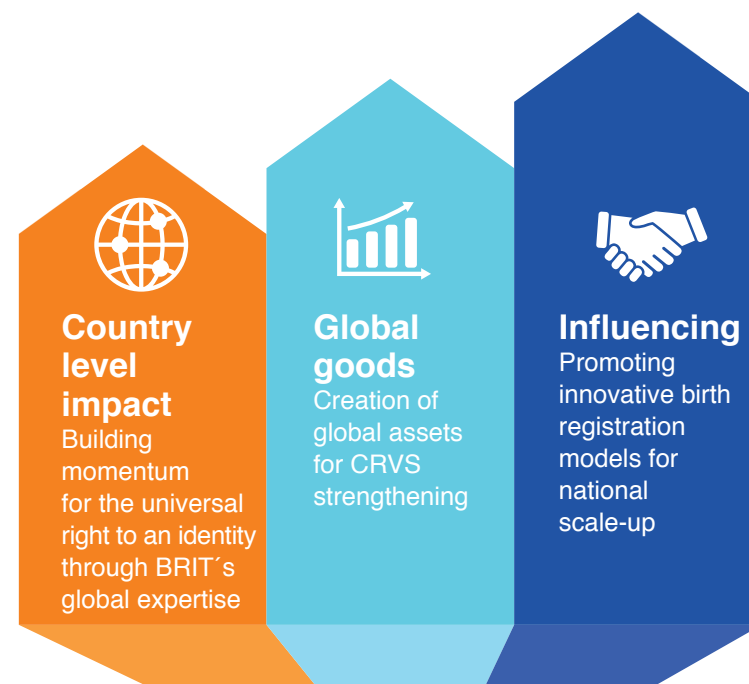 Country
level
impact
Building
momentum
for the universal
right to an identity
through BRIT´s
global expertise
Global
goods
Creation of
global assets
for CRVS
strengthening
Influencing
Promoting
innovative birth
registration
models for
national
scale-up